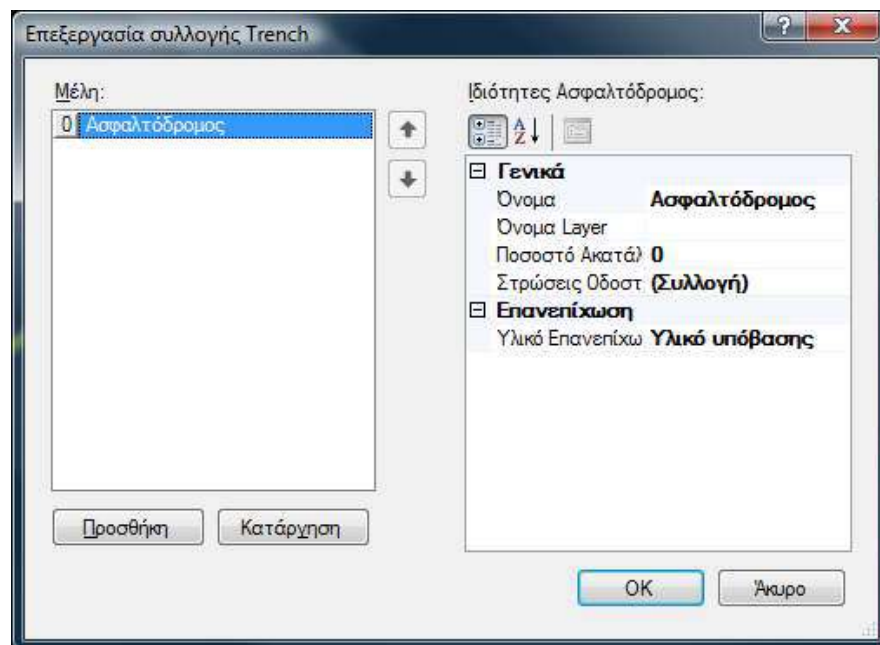 Επεξεργασία συλλογής Trench
Μέλη:
0 Ασφαλτόδρομος
Ιδιότητες Ασφαλτόδρομος:
Γενικά
Όνομα Ασφαλτόδρομος
Όνομα Layer
Ποσοστό Ακατάλ 0
Στρώσεις Οδοστ (Συλλογή)
Επανεπίχωση
Υλικό Επανεπίχω Υλικό υπόβασης
Προσθήκη Κατάργηση
OK Άκυρο